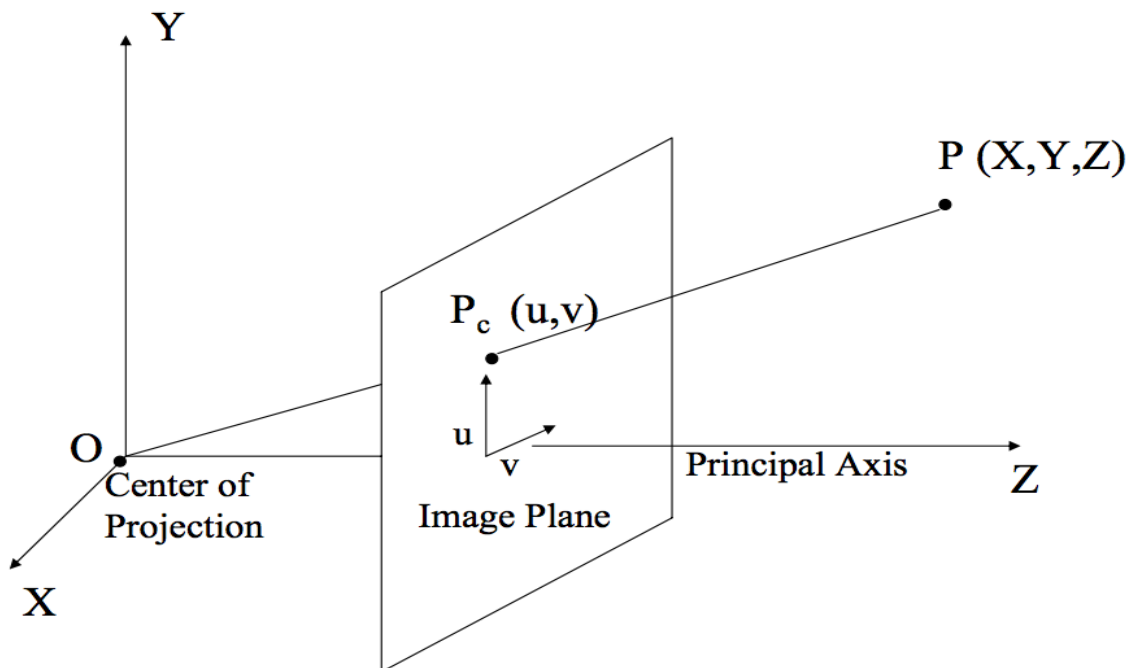 Y
P (X,Y,Z)
P_c (u,v)
O
u
v
Principal Axis
Z
Center of
Projection
Image Plane
X